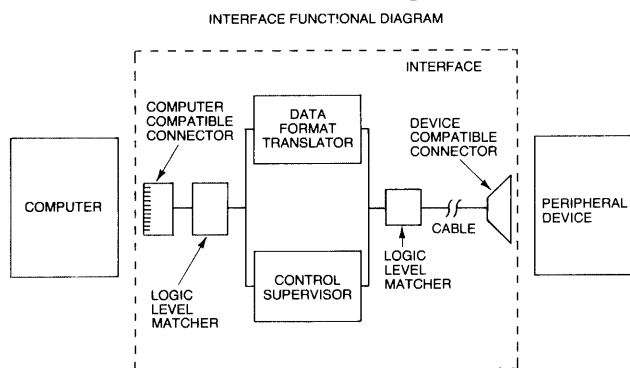 INTERFACE FUNCTIONAL DIAGRAM
INTERFACE
COMPUTER
COMPATIBLE
CONNECTOR
DATA
FORMAT
TRANSLATOR
DEVICE
COMPATIBLE
CONNECTOR
COMPUTER
PERIPHERAL
DEVICE
CABLE
LOGIC
LEVEL
MATCHER
CONTROL
SUPERVISOR
LOGIC
LEVEL
MATCHER